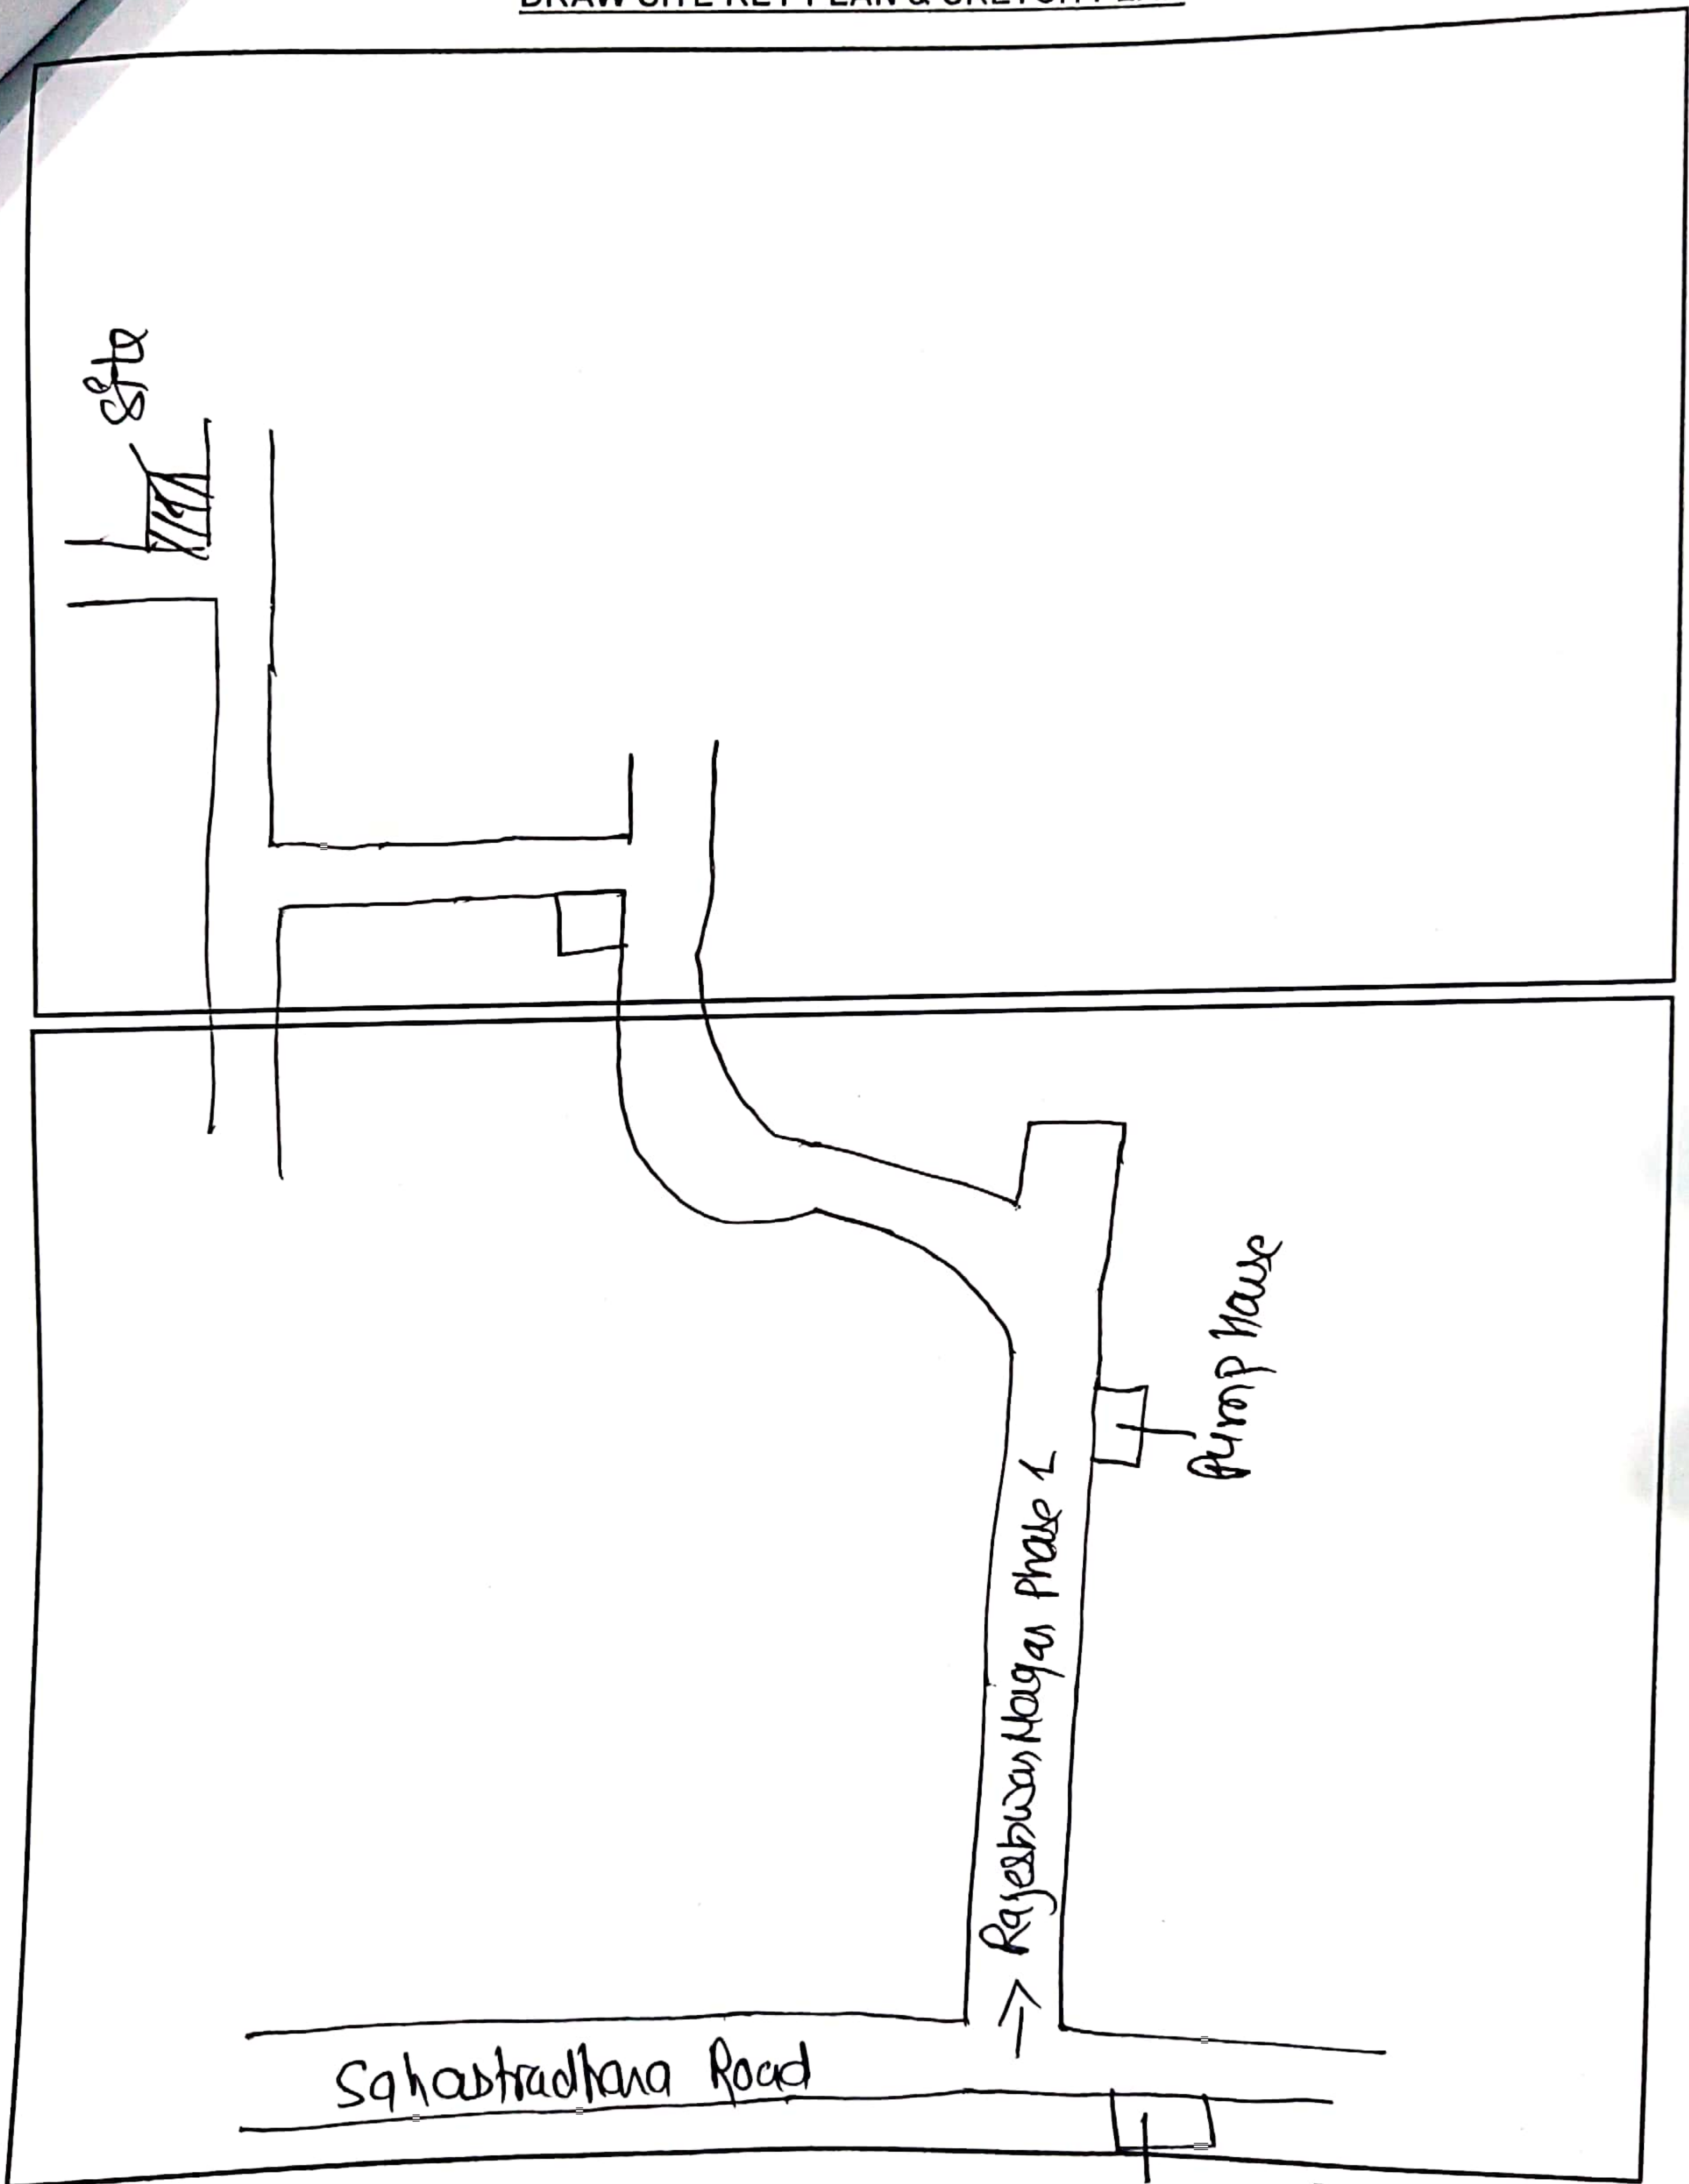 Site
Pump House
Rajeshwar Nagar Phase 1
Sahastradhara Road